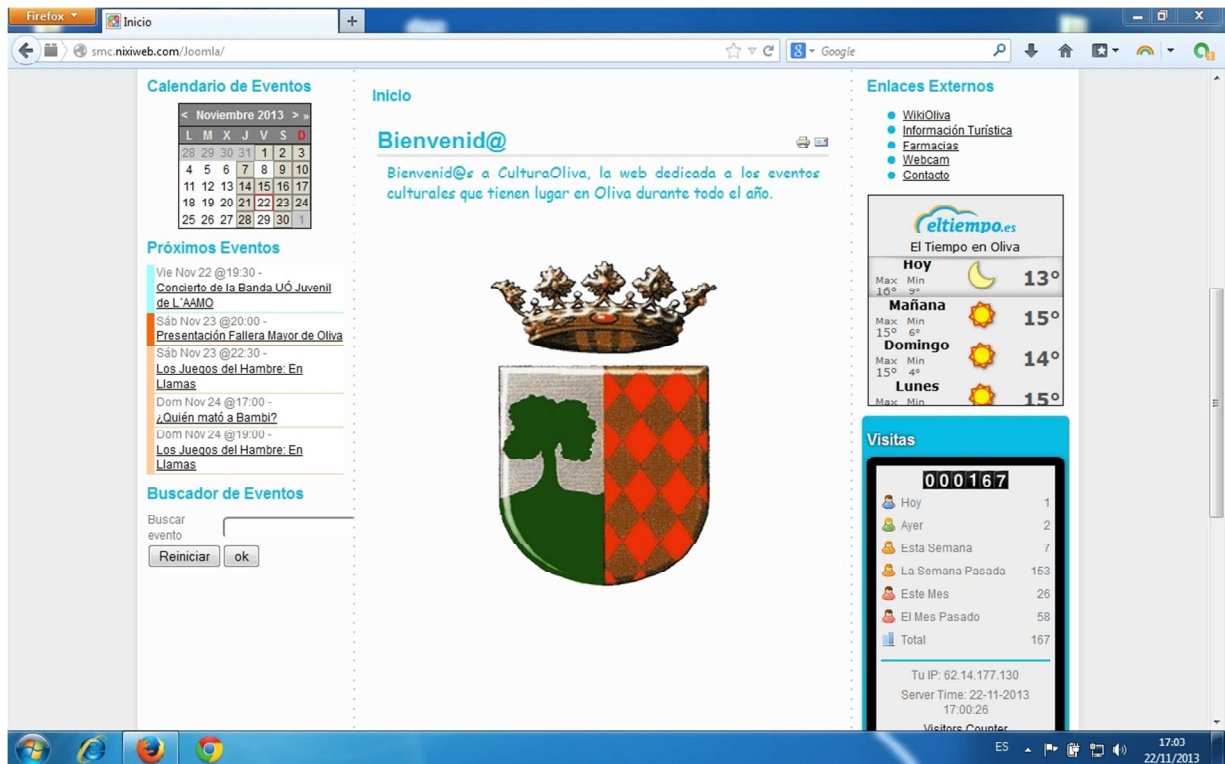 Firefox
Inicio
smc.nixiweb.com/Joomla/
Google
Calendario de Eventos
< Noviembre 2013 > »
L M X J V S D
28 29 30 31 1 2 3
4 5 6 7 8 9 10
11 12 13 14 15 16 17
18 19 20 21 22 23 24
25 26 27 28 29 30 1
Próximos Eventos
Vie Nov 22 @19:30 -
Concierto de la Banda UÓ Juvenil
de L´AAMO
Sáb Nov 23 @20:00 -
Presentación Fallera Mayor de Oliva
Sáb Nov 23 @22:30 -
Los Juegos del Hambre: En
Llamas
Dom Nov 24 @17:00 -
¿Quién mató a Bambi?
Dom Nov 24 @19:00 -
Los Juegos del Hambre: En
Llamas
Buscador de Eventos
Buscar
evento
Reiniciar ok
Inicio
Bienvenid@
Bienvenid@s a CulturaOliva, la web dedicada a los eventos
culturales que tienen lugar en Oliva durante todo el año.
Enlaces Externos
WikiOliva
Información Turística
Farmacias
Webcam
Contacto
eltiempo.es
El Tiempo en Oliva
Hoy
Max Min 13°
16° 9°
Mañana
Max Min 15°
15° 6°
Domingo
Max Min 14°
15° 4°
Lunes
Max Min 15°
Visitas
000167
Hoy 1
Ayer 2
Esta Semana 7
La Semana Pasada 163
Este Mes 26
El Mes Pasado 58
Total 167
Tu IP: 62.14.177.130
Server Time: 22-11-2013
17:00:26
Visitors Counter
ES 17:03
22/11/2013